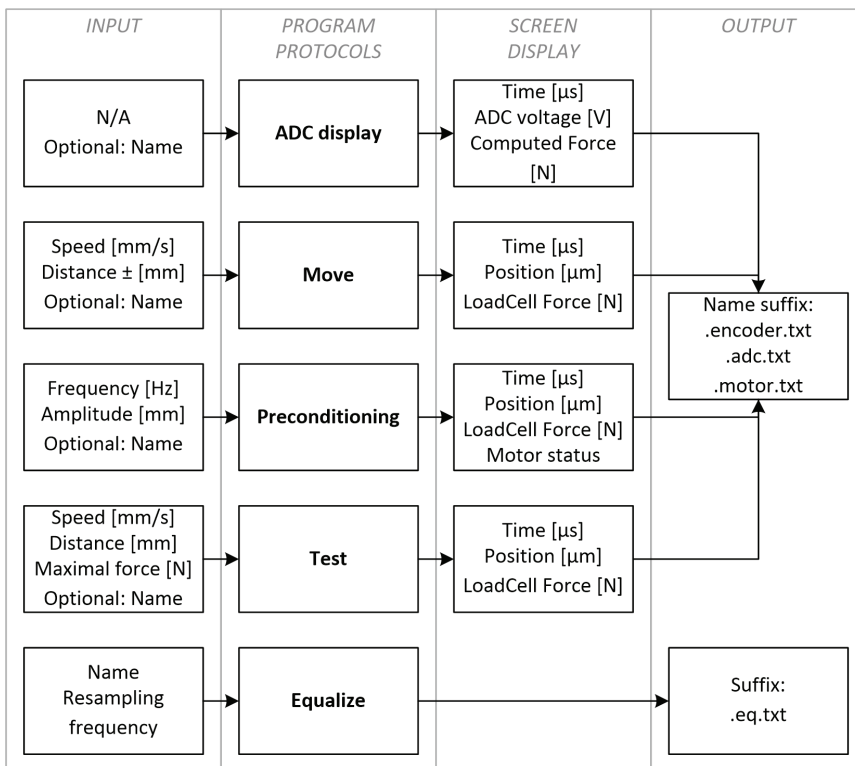 INPUT
PROGRAM
PROTOCOLS
SCREEN
DISPLAY
OUTPUT
N/A
Optional: Name
ADC display
Time [µs]
ADC voltage [V]
Computed Force
[N]
Speed [mm/s]
Distance ± [mm]
Optional: Name
Move
Time [µs]
Position [µm]
LoadCell Force [N]
Name suffix:
.encoder.txt
.adc.txt
.motor.txt
Frequency [Hz]
Amplitude [mm]
Optional: Name
Preconditioning
Time [µs]
Position [µm]
LoadCell Force [N]
Motor status
Speed [mm/s]
Distance [mm]
Maximal force [N]
Optional: Name
Test
Time [µs]
Position [µm]
LoadCell Force [N]
Name
Resampling
frequency
Equalize
Suffix:
.eq.txt